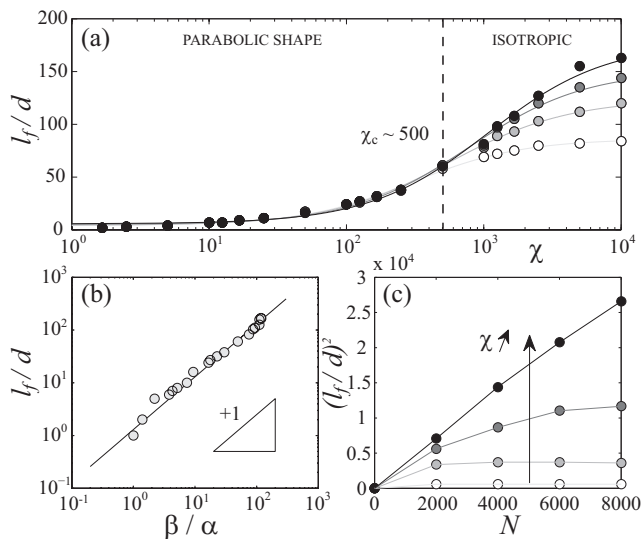 200
150
100
50
0
l_f / d
(a)
PARABOLIC SHAPE
ISOTROPIC
χ_c ~ 500
10^0
10^1
10^2
10^3
10^4
χ
10^3
10^2
10^1
10^0
10^-1
l_f / d
(b)
+1
10^-1
10^0
10^1
10^2
10^3
β / α
x 10^4
3
2.5
2
1.5
1
0.5
0
(l_f / d)^2
(c)
χ
0
2000
4000
6000
8000
N